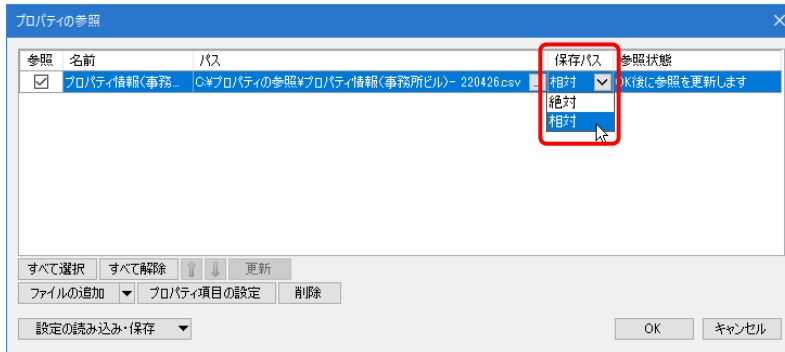 プロパティの参照
参照 名前 パス 保存パス 参照状態
プロパティ情報(事務... C:¥プロパティの参照¥プロパティ情報(事務所ビル)- 220426.csv ... 相対 OK後に参照を更新します
絶対
相対
すべて選択 すべて解除 ⇧ ⇩ 更新
ファイルの追加 ▼ プロパティ項目の設定 削除
設定の読み込み・保存 ▼ OK キャンセル